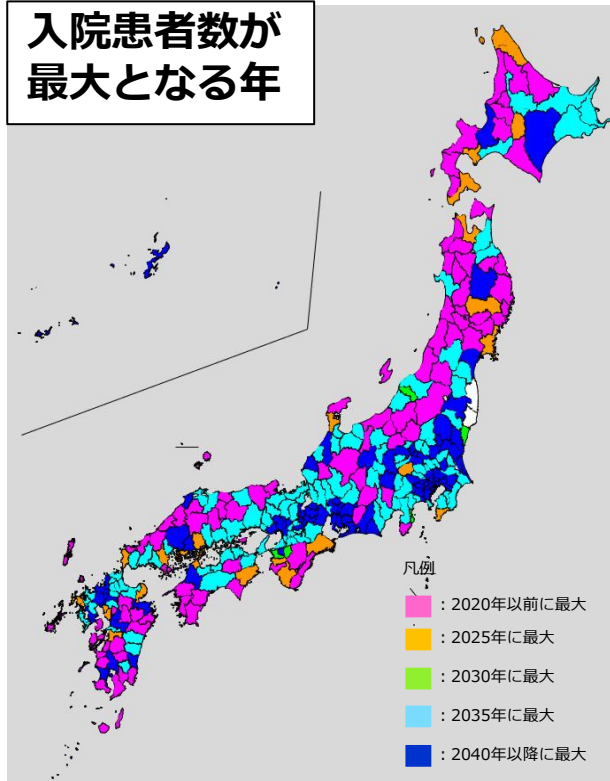 入院患者数が
最大となる年
凡例
：2020年以前に最大
：2025年に最大
：2030年に最大
：2035年に最大
：2040年以降に最大